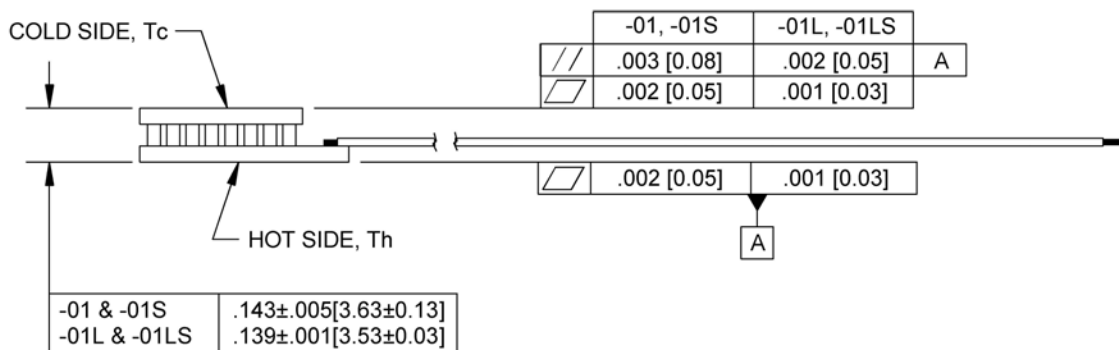 -01, -01S -01L, -01LS
COLD SIDE, Tc
// .003 [0.08] .002 [0.05] A
.002 [0.05] .001 [0.03]
.002 [0.05] .001 [0.03]
A
HOT SIDE, Th
-01 & -01S .143±.005[3.63±0.13]
-01L & -01LS .139±.001[3.53±0.03]